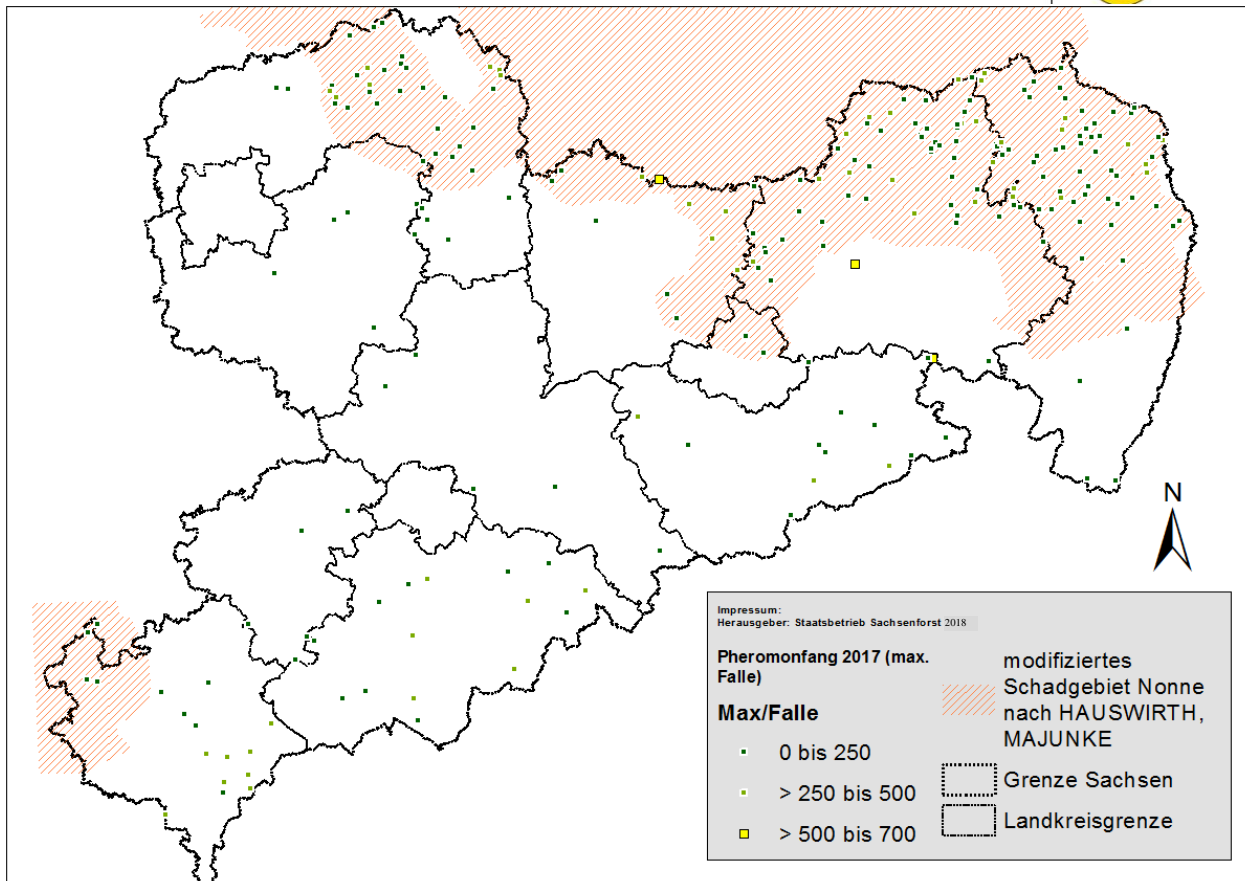 N
Impressum:
Herausgeber: Staatsbetrieb Sachsenforst 2018
Pheromonfang 2017 (max.
Falle)
Max/Falle
0 bis 250
> 250 bis 500
> 500 bis 700
modifiziertes
Schadgebiet Nonne
nach HAUSWIRTH,
MAJUNKE
Grenze Sachsen
Landkreisgrenze